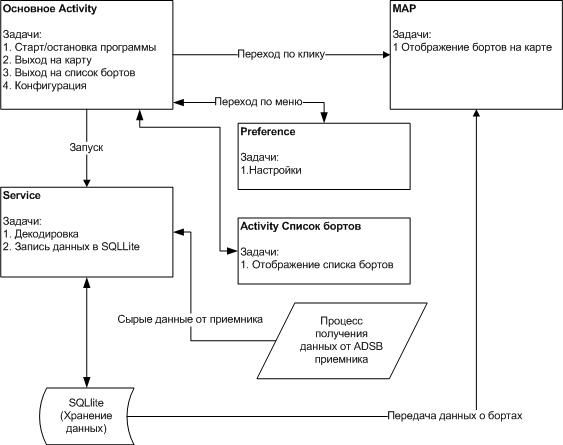 Основное Activity
Задачи:
1. Старт/остановка программы
2. Выход на карту
3. Выход на список бортов
4. Конфигурация
MAP
Задачи:
1 Отображение бортов на карте
Переход по клику
Переход по меню
Preference
Задачи:
1.Настройки
Запуск
Service
Задачи:
1. Декодировка
2. Запись данных в SQLLite
Activity Список бортов
Задачи:
1. Отображение списка бортов
Сырые данные от приемника
Процесс
получения
данных от ADSB
приемника
SQLlite
(Хранение
данных)
Передача данных о бортах